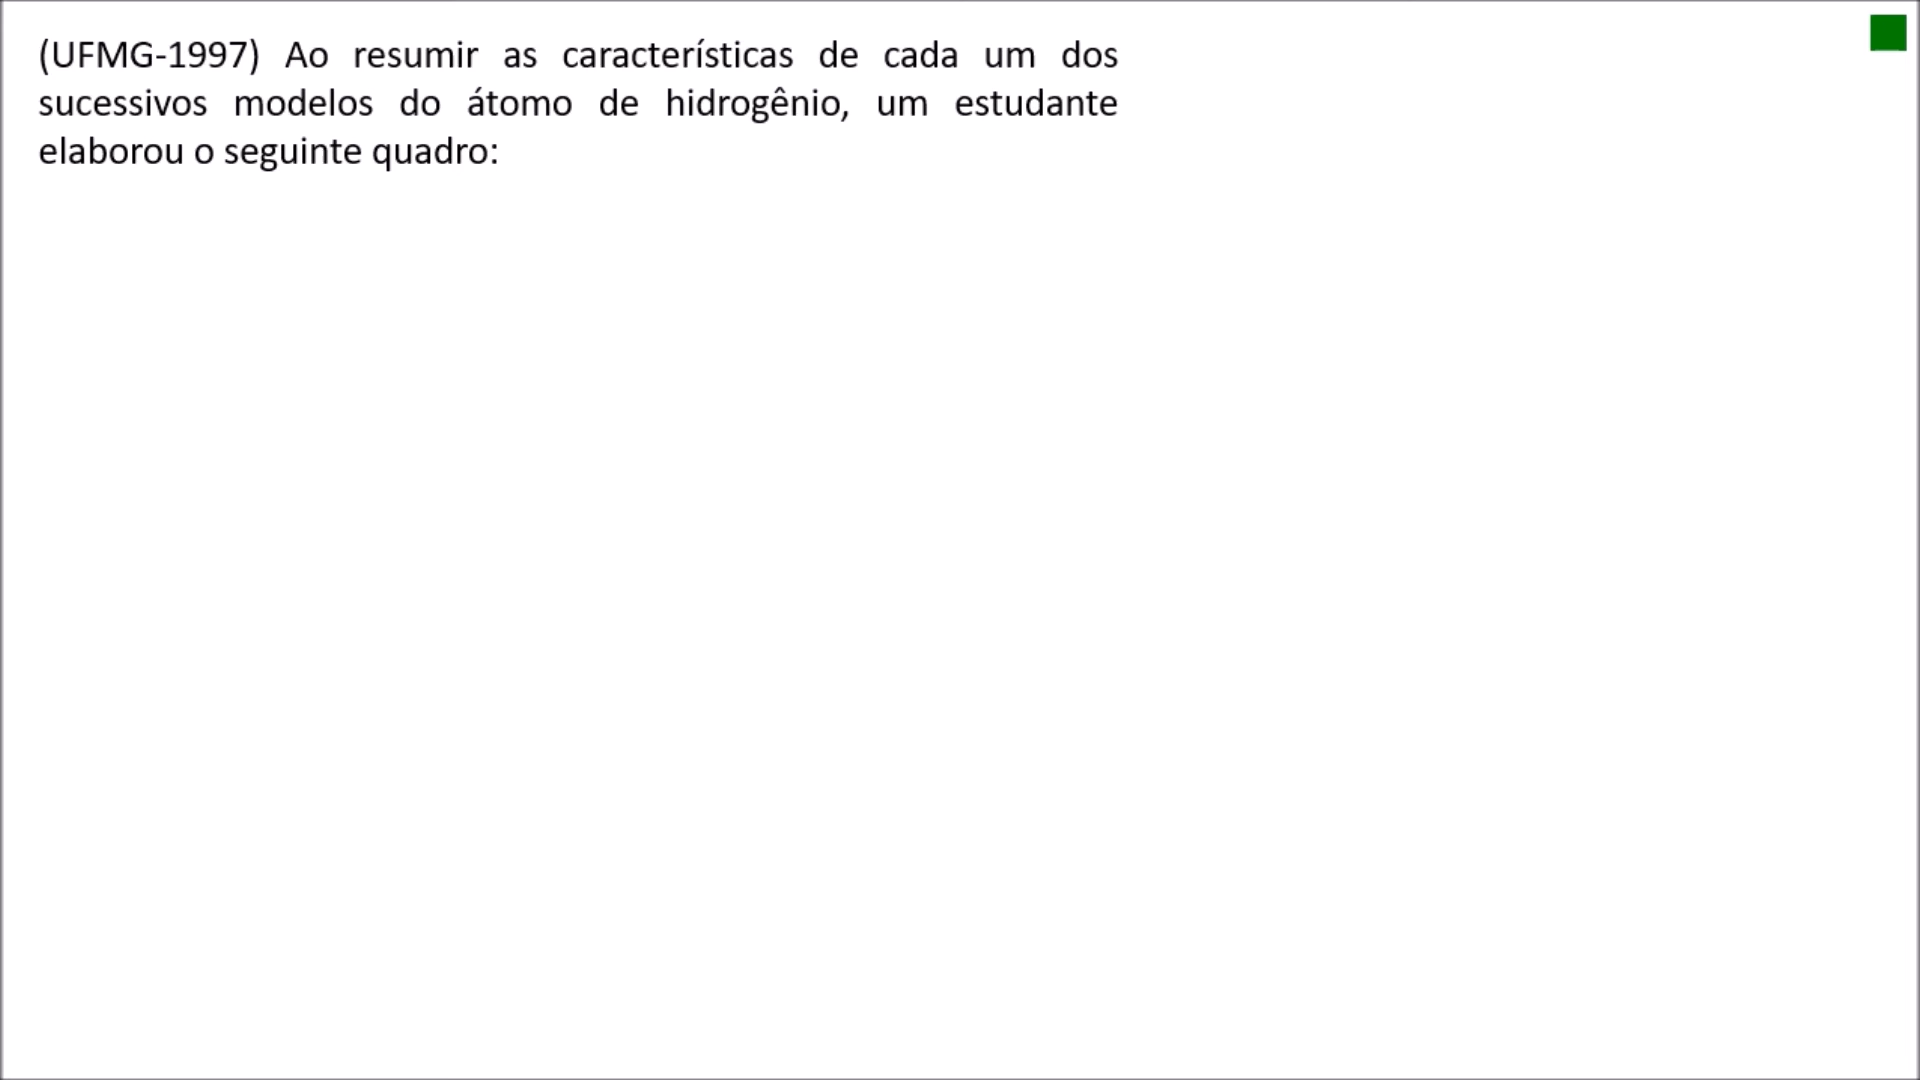 (UFMG-1997) Ao resumir as características de cada um dos
sucessivos modelos do átomo de hidrogênio, um estudante
elaborou o seguinte quadro: